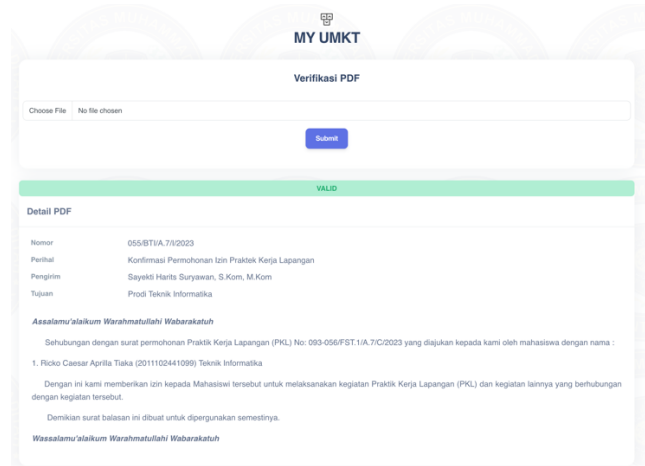 MY UMKT
Verifikasi PDF
Choose File No file chosen
Submit
VALID
Detail PDF
Nomor 055/BTI/A.7/I/2023
Perihal Konfirmasi Permohonan Izin Praktek Kerja Lapangan
Pengirim Sayekti Harits Suryawan, S.Kom, M.Kom
Tujuan Prodi Teknik Informatika
Assalamu'alaikum Warahmatullahi Wabarakatuh
Sehubungan dengan surat permohonan Praktik Kerja Lapangan (PKL) No: 093-056/FST.1/A.7/C/2023 yang diajukan kepada kami oleh mahasiswa dengan nama :
1. Ricko Caesar Aprilla Tiaka (2011102441099) Teknik Informatika
Dengan ini kami memberikan izin kepada Mahasiswi tersebut untuk melaksanakan kegiatan Praktik Kerja Lapangan (PKL) dan kegiatan lainnya yang berhubungan
dengan kegiatan tersebut.
Demikian surat balasan ini dibuat untuk dipergunakan semestinya.
Wassalamu'alaikum Warahmatullahi Wabarakatuh